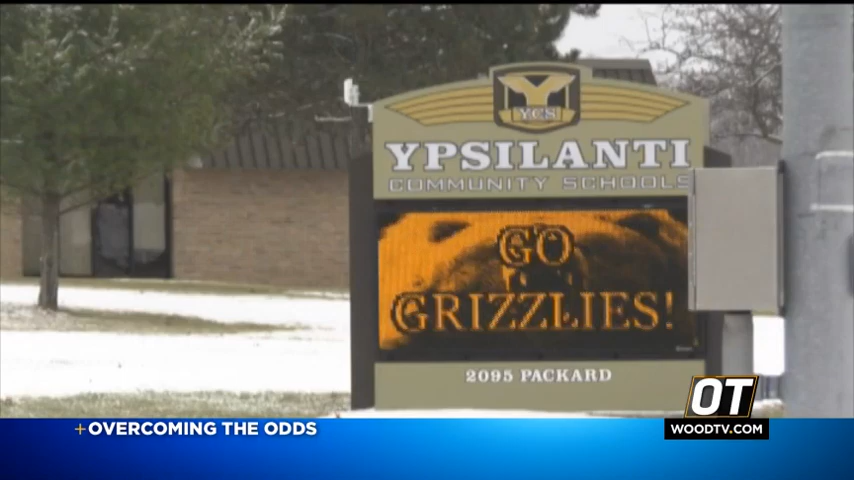 Y
YCS
YPSILANTI
COMMUNITY SCHOOLS
GO
GRIZZLIES!
2095 PACKARD
OT
+OVERCOMING THE ODDS
WOODTV.COM